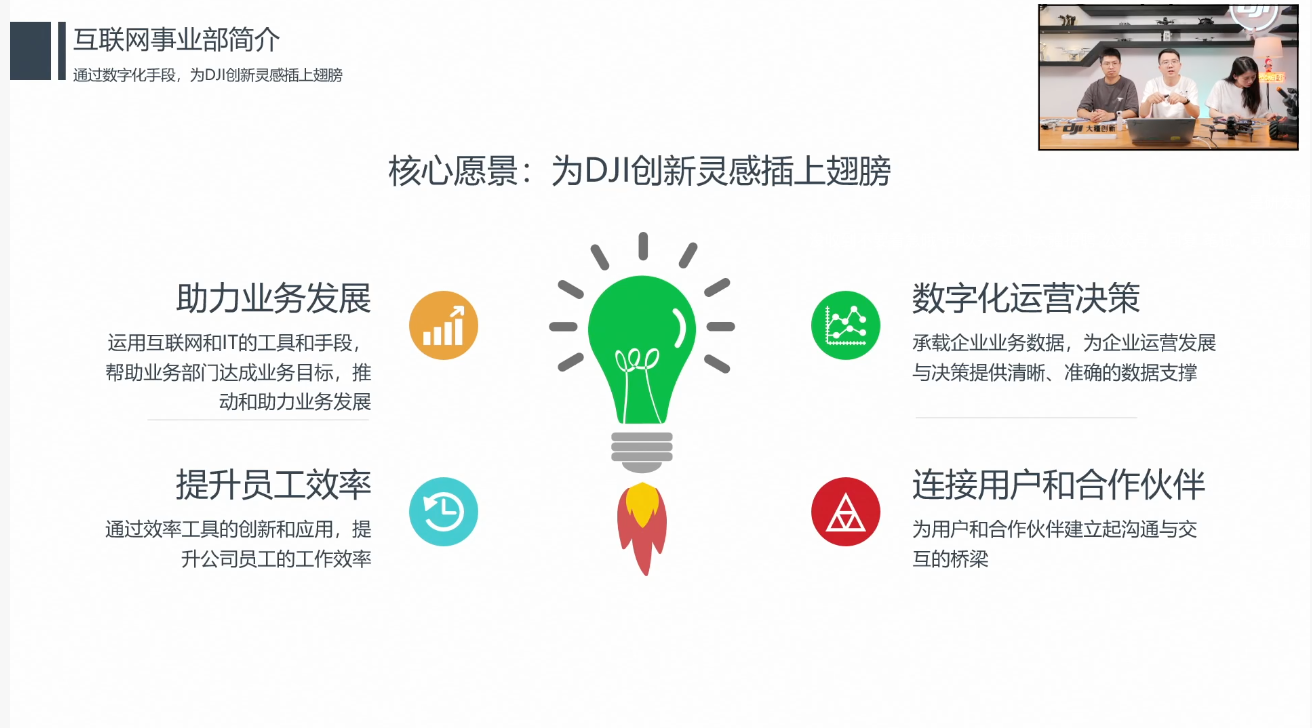 互联网事业部简介
通过数字化手段，为DJI创新灵感插上翅膀
核心愿景：为DJI创新灵感插上翅膀
助力业务发展
运用互联网和IT的工具和手段，
帮助业务部门达成业务目标，推
动和助力业务发展
提升员工效率
通过效率工具的创新和应用，提
升公司员工的工作效率
数字化运营决策
承载企业业务数据，为企业运营发展
与决策提供清晰、准确的数据支撑
连接用户和合作伙伴
为用户和合作伙伴建立起沟通与交
互的桥梁
DJI
DJI 大疆创新